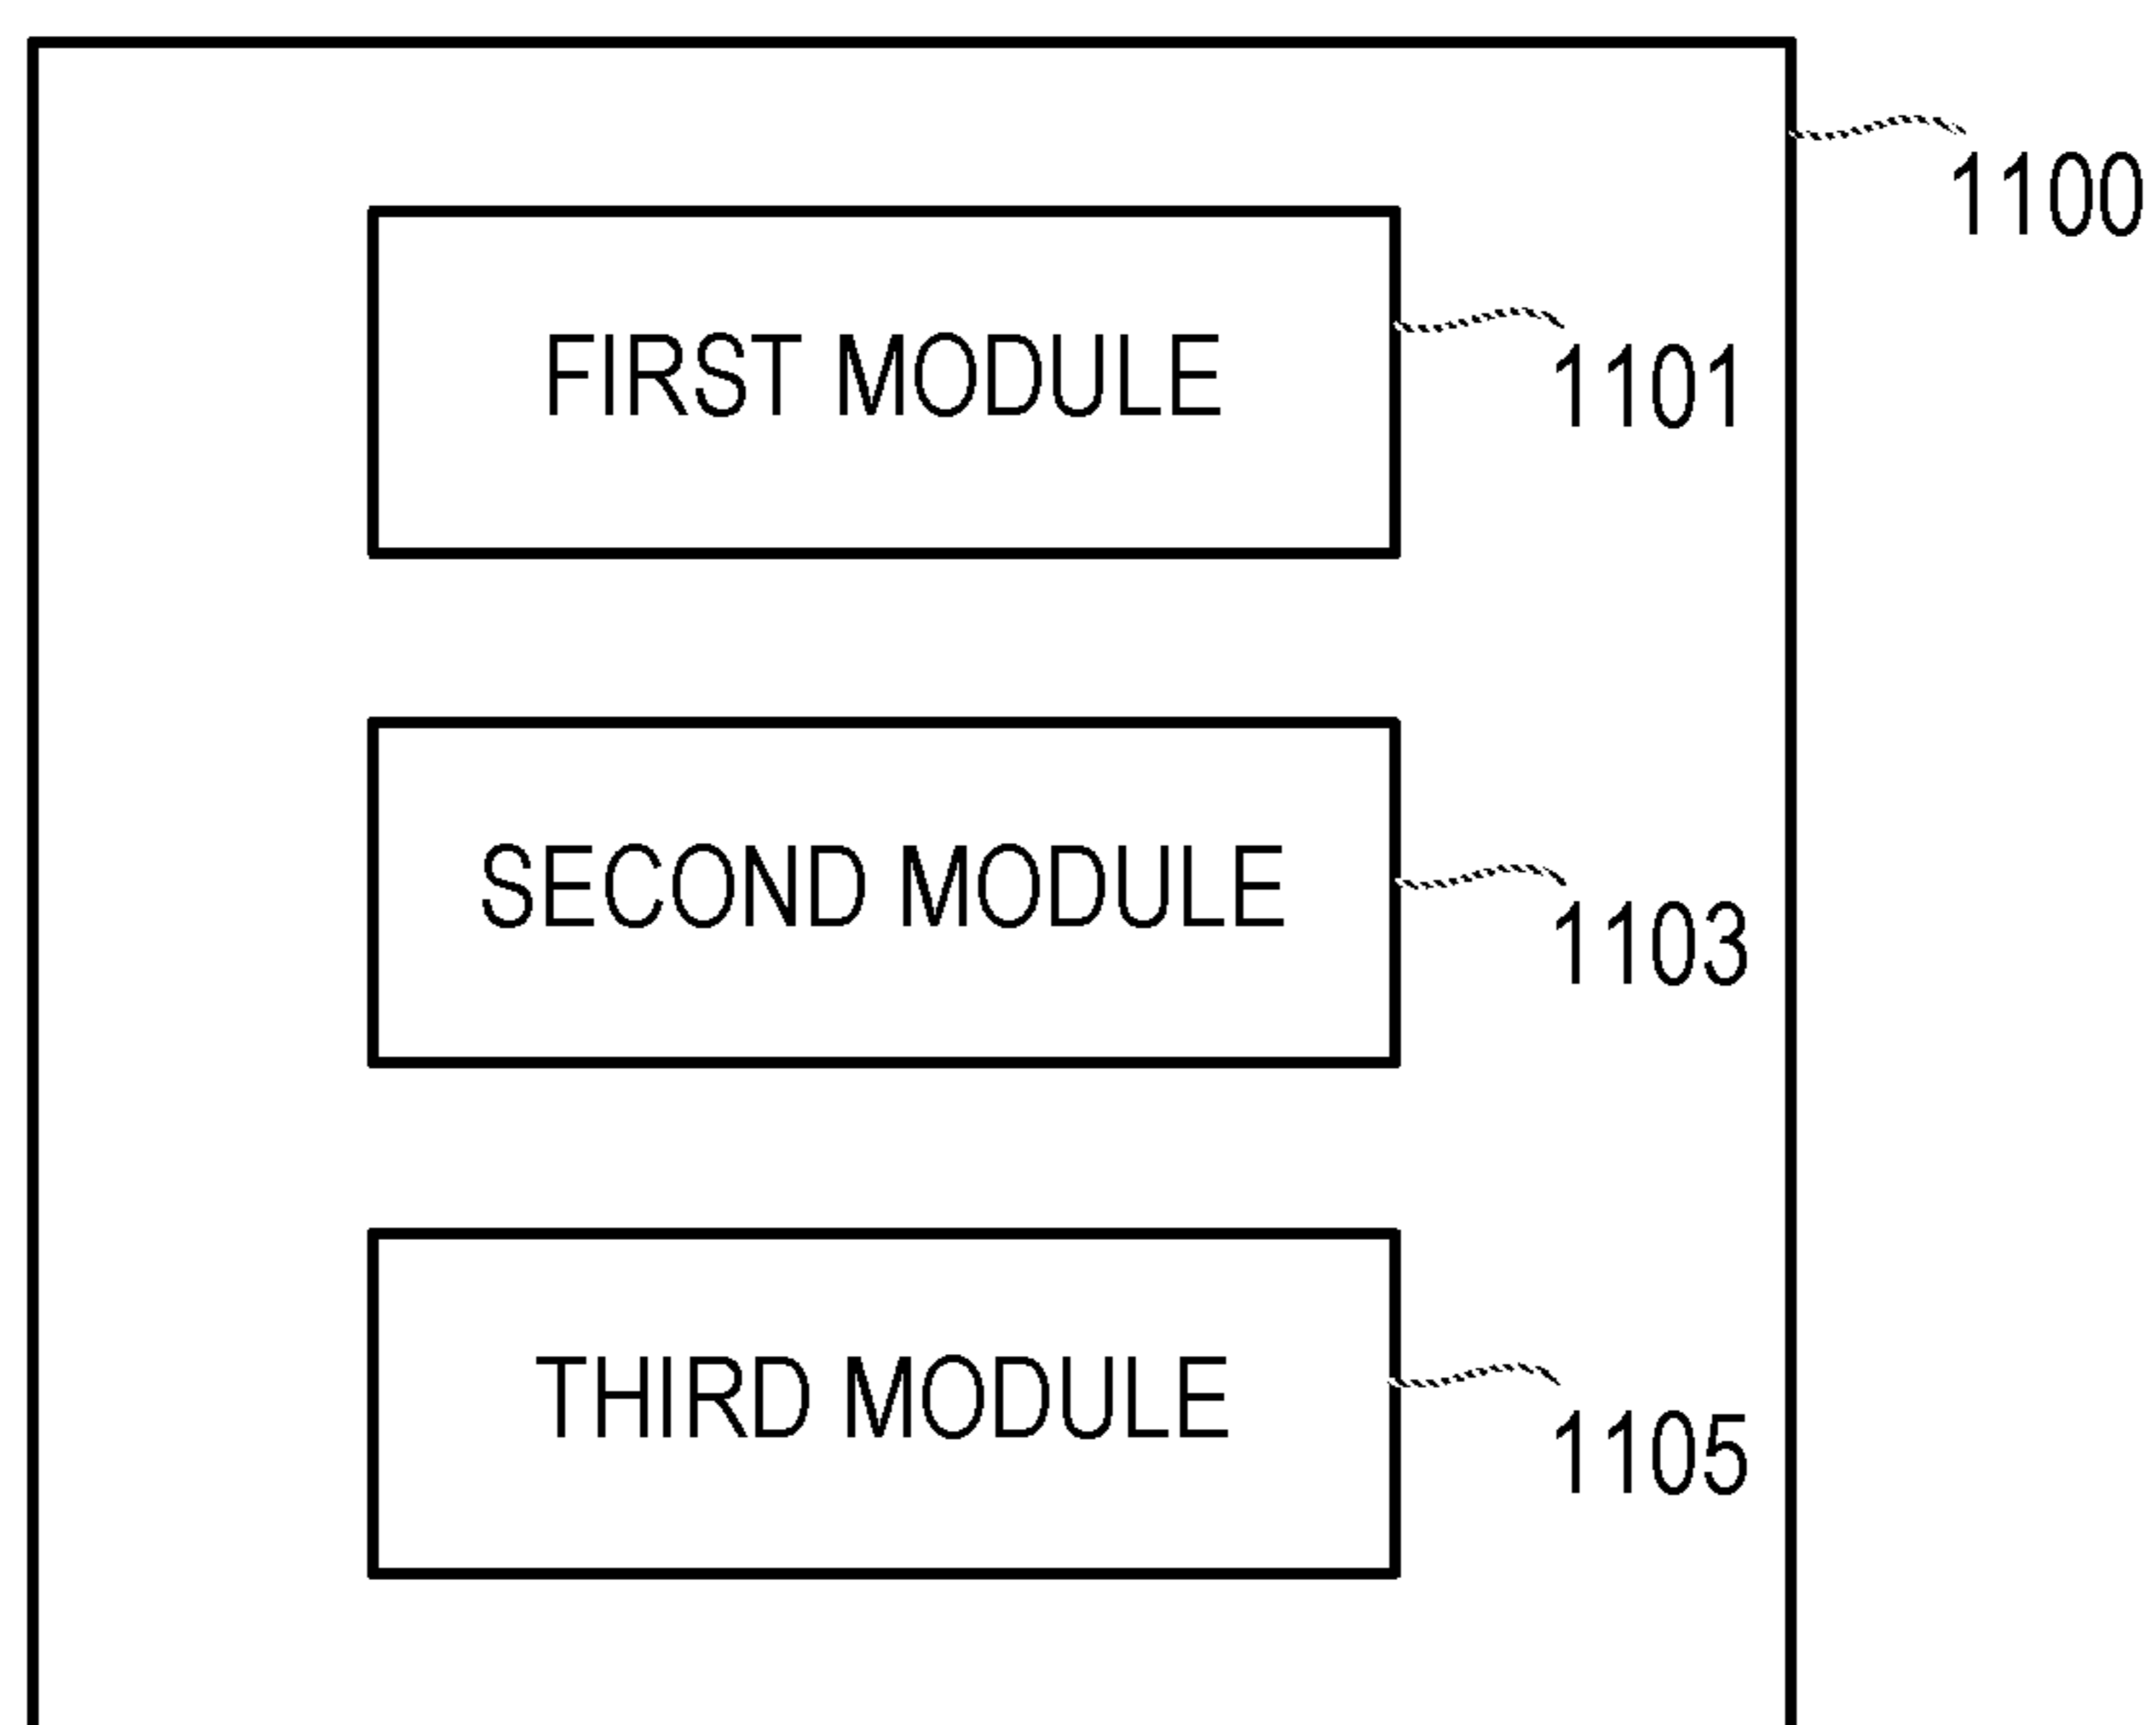 1100
FIRST MODULE
1101
SECOND MODULE
1103
THIRD MODULE
1105